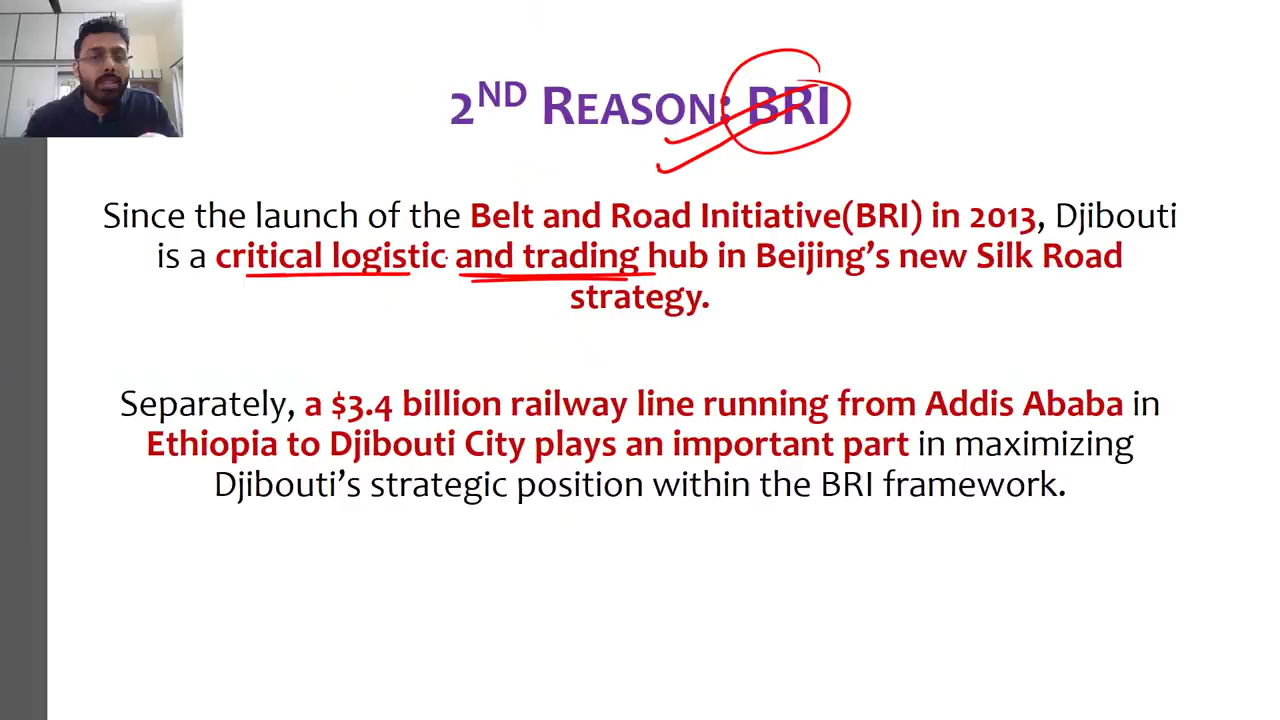 2ND REASON: BRI
Since the launch of the Belt and Road Initiative(BRI) in 2013, Djibouti
is a critical logistic and trading hub in Beijing’s new Silk Road
strategy.
Separately, a $3.4 billion railway line running from Addis Ababa in
Ethiopia to Djibouti City plays an important part in maximizing
Djibouti’s strategic position within the BRI framework.